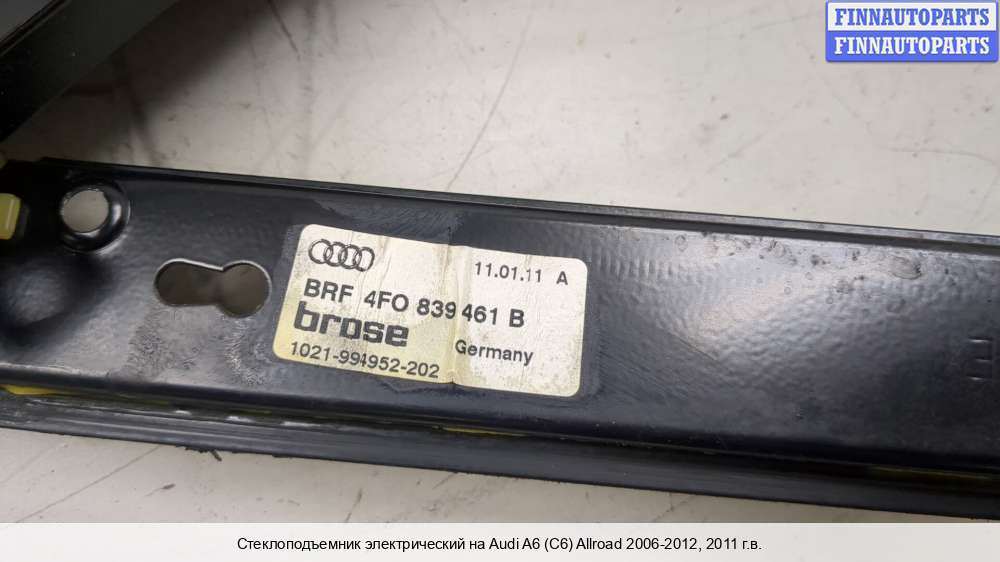 FINNAUTOPARTS
FINNAUTOPARTS
11.01.11 A
BRF 4F0 839 461 B
brose
Germany
1021-994952-202
Стеклоподъемник электрический на Audi A6 (C6) Allroad 2006-2012, 2011 г.в.